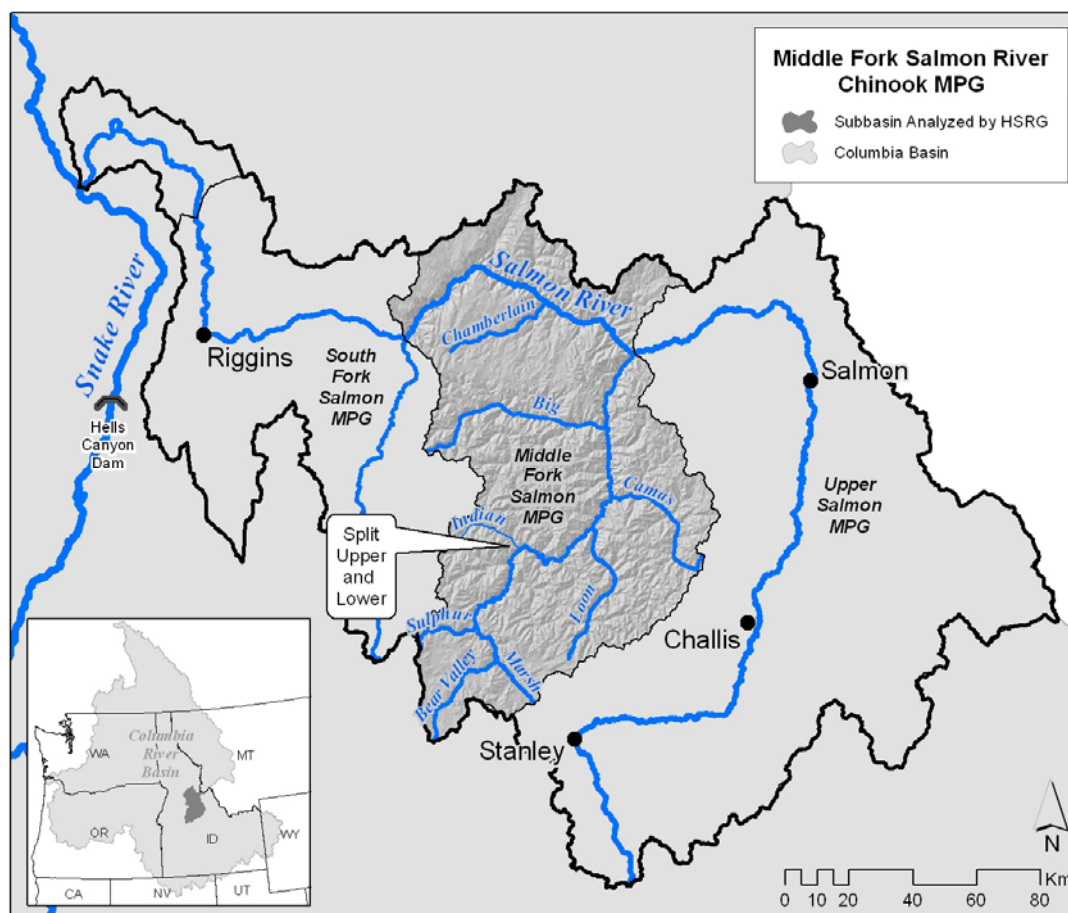 Middle Fork Salmon River
Chinook MPG
Subbasin Analyzed by HSRG
Columbia Basin
Snake River
Salmon River
Chamberlain
Riggins
South
Fork
Salmon
MPG
Salmon
Hells
Canyon
Dam
Big
Middle
Fork
Salmon
MPG
Camas
Upper
Salmon
MPG
Indian
Split
Upper
and
Lower
Loon
Sulphur
Challis
Bear Valley
Marsh
Stanley
WA
Columbia
River
Basin
MT
OR
ID
WY
CA
NV
UT
N
0 10 20 40 60 80
Km